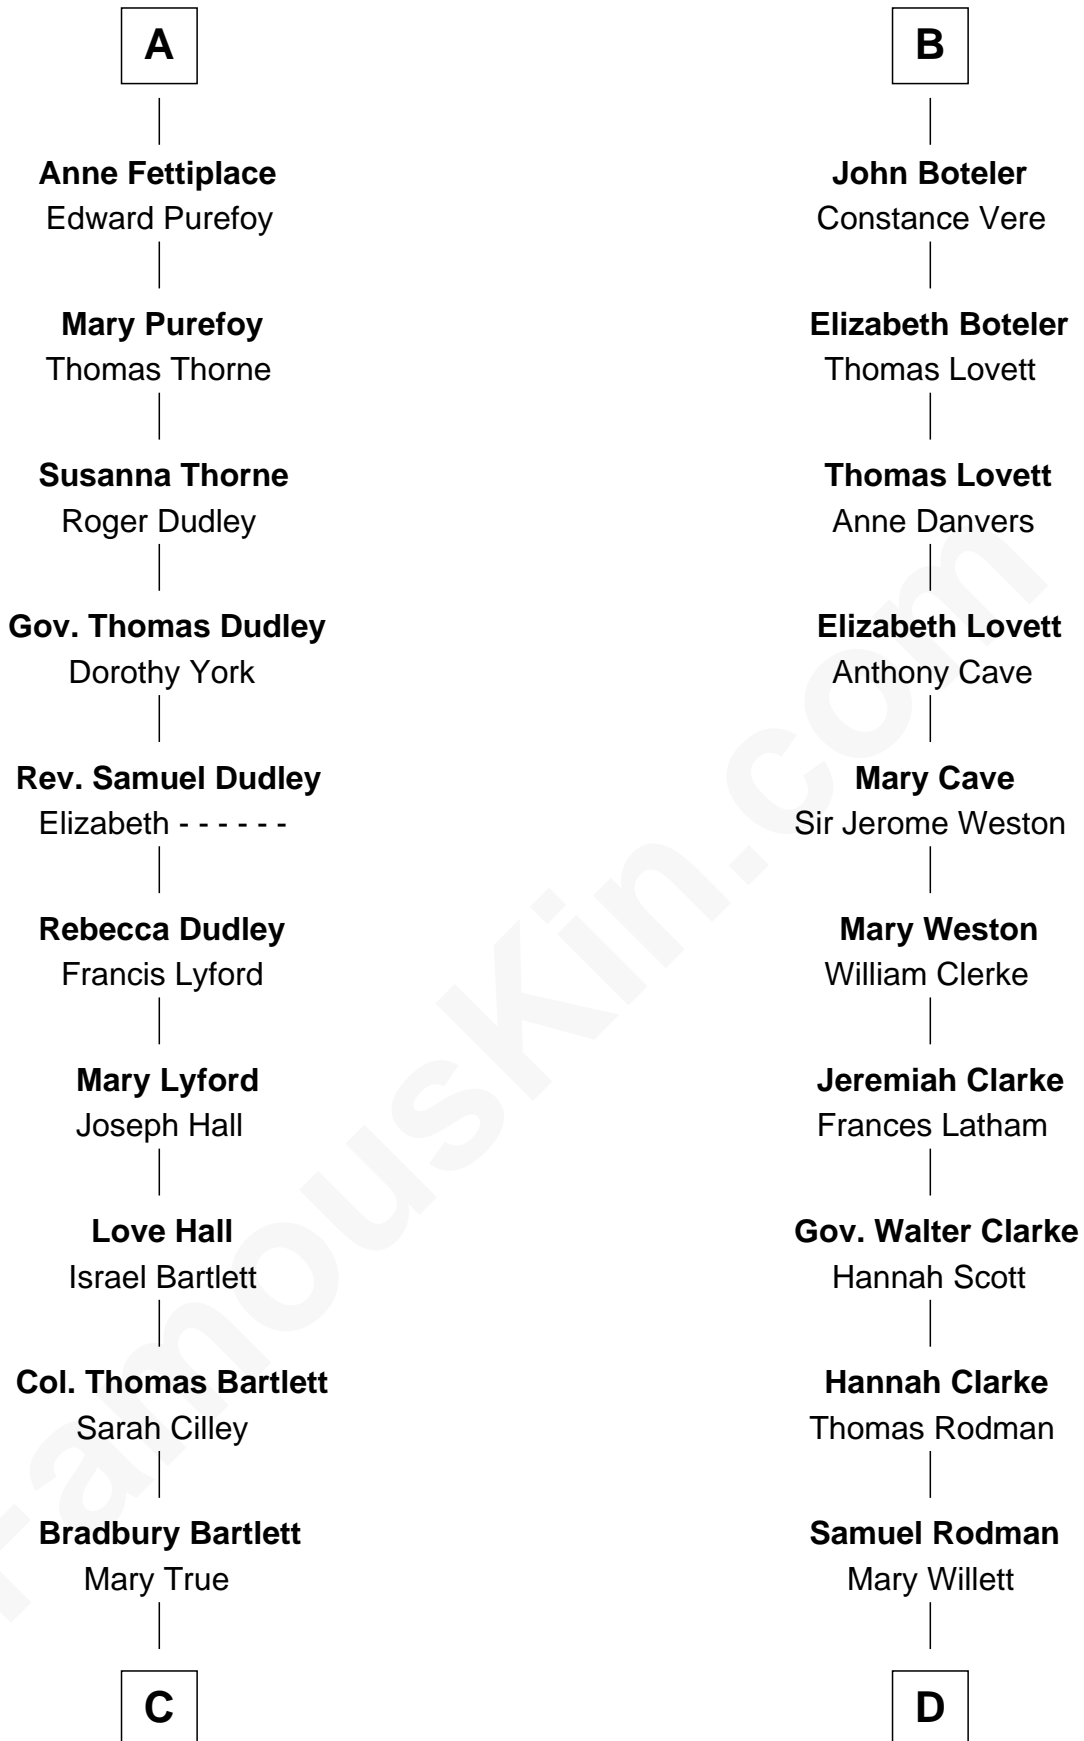 A
Anne Fettiplace
Edward Purefoy
Mary Purefoy
Thomas Thorne
Susanna Thorne
Roger Dudley
Gov. Thomas Dudley
Dorothy York
Rev. Samuel Dudley
Elizabeth - - - - - -
Rebecca Dudley
Francis Lyford
Mary Lyford
Joseph Hall
Love Hall
Israel Bartlett
Col. Thomas Bartlett
Sarah Cilley
Bradbury Bartlett
Mary True
C
B
John Boteler
Constance Vere
Elizabeth Boteler
Thomas Lovett
Thomas Lovett
Anne Danvers
Elizabeth Lovett
Anthony Cave
Mary Cave
Sir Jerome Weston
Mary Weston
William Clerke
Jeremiah Clarke
Frances Latham
Gov. Walter Clarke
Hannah Scott
Hannah Clarke
Thomas Rodman
Samuel Rodman
Mary Willett
D
FamousKin.com